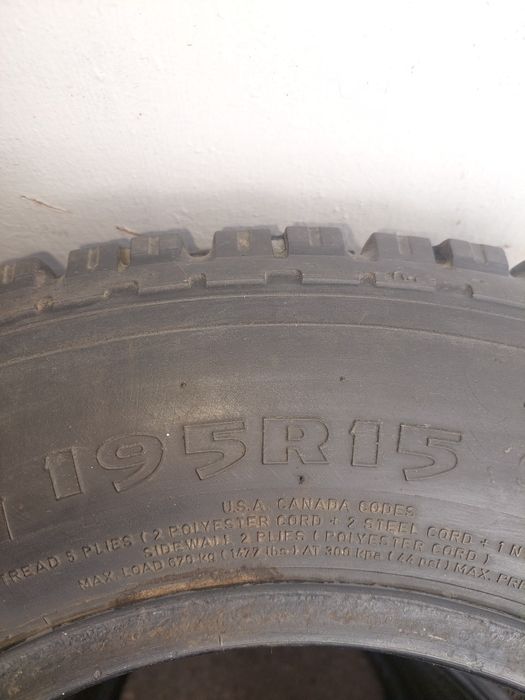 195R15
U.S.A. CANADA CODES
TREAD 5 PLIES ( 2 POLYESTER CORD + 2 STEEL CORD + 1 N
SIDEWALL 2 PLIES ( POLYESTER CORD )
MAX. LOAD 670 kg ( 1477 lbs ) AT 300 kpa ( 44 psi ) MAX. PR